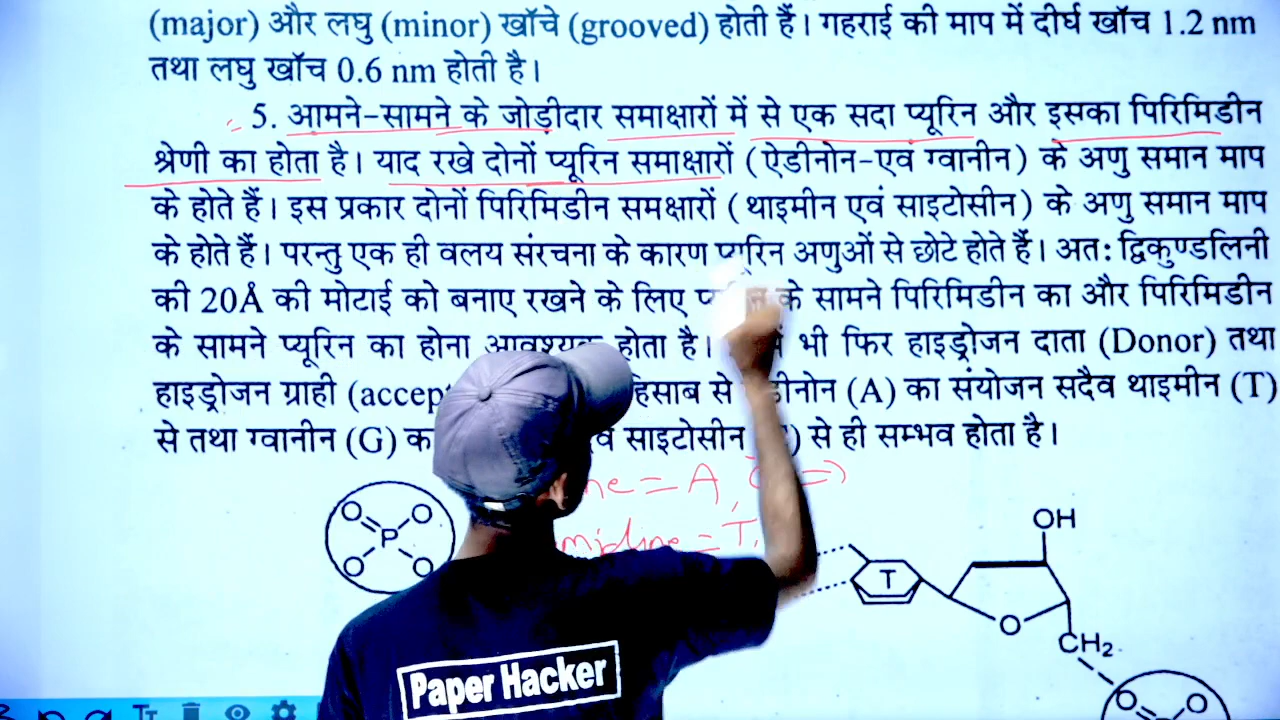 (major) और लघु (minor) खाँचे (grooved) होती हैं। गहराई की माप में दीर्घ खाँच 1.2 nm
तथा लघु खाँच 0.6 nm होती है।
5. आमने-सामने के जोड़ीदार समाक्षारों में से एक सदा प्यूरिन और इसका पिरिमिडीन
श्रेणी का होता है। याद रखे दोनों प्यूरिन समाक्षारों (ऐडीनोन-एवं ग्वानीन) के अणु समान माप
के होते हैं। इस प्रकार दोनों पिरिमिडीन समक्षारों (थाइमीन एवं साइटोसीन) के अणु समान माप
के होते हैं। परन्तु एक ही वलय संरचना के कारण प्यूरिन अणुओं से छोटे होते हैं। अतः द्विकुण्डलिनी
की 20Å की मोटाई को बनाए रखने के लिए के सामने पिरिमिडीन का और पिरिमिडीन
के सामने प्यूरिन का होना आवश्यक होता है। भी फिर हाइड्रोजन दाता (Donor) तथा
हाइड्रोजन ग्राही हिसाब से (A) का संयोजन सदैव थाइमीन (T)
से तथा ग्वानीन (G) साइटोसीन से ही सम्भव होता है।
= A,
= T,
O O
P
O O
OH
T
O
CH₂
O O
Paper Hacker